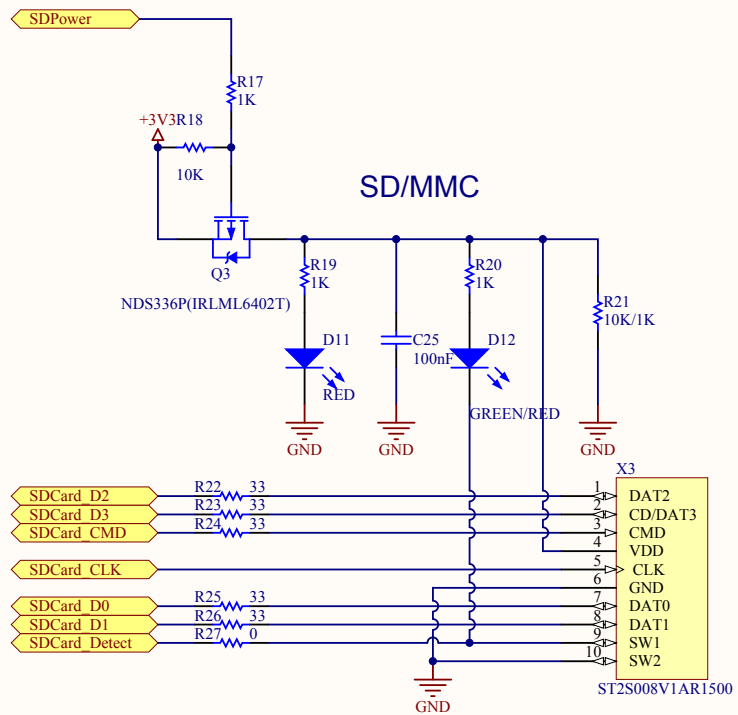 SDPower
R17
1K
+3V3
R18
10K
SD/MMC
Q3
NDS336P(IRLML6402T)
R19
1K
R20
1K
R21
10K/1K
D11
RED
C25
100nF
D12
GREEN/RED
GND
GND
GND
X3
SDCard_D2
R22
33
1
DAT2
SDCard_D3
R23
33
2
CD/DAT3
SDCard_CMD
R24
33
3
CMD
4
VDD
SDCard_CLK
5
CLK
6
GND
SDCard_D0
R25
33
7
DAT0
SDCard_D1
R26
33
8
DAT1
SDCard_Detect
R27
0
9
SW1
10
SW2
ST2S008V1AR1500
GND